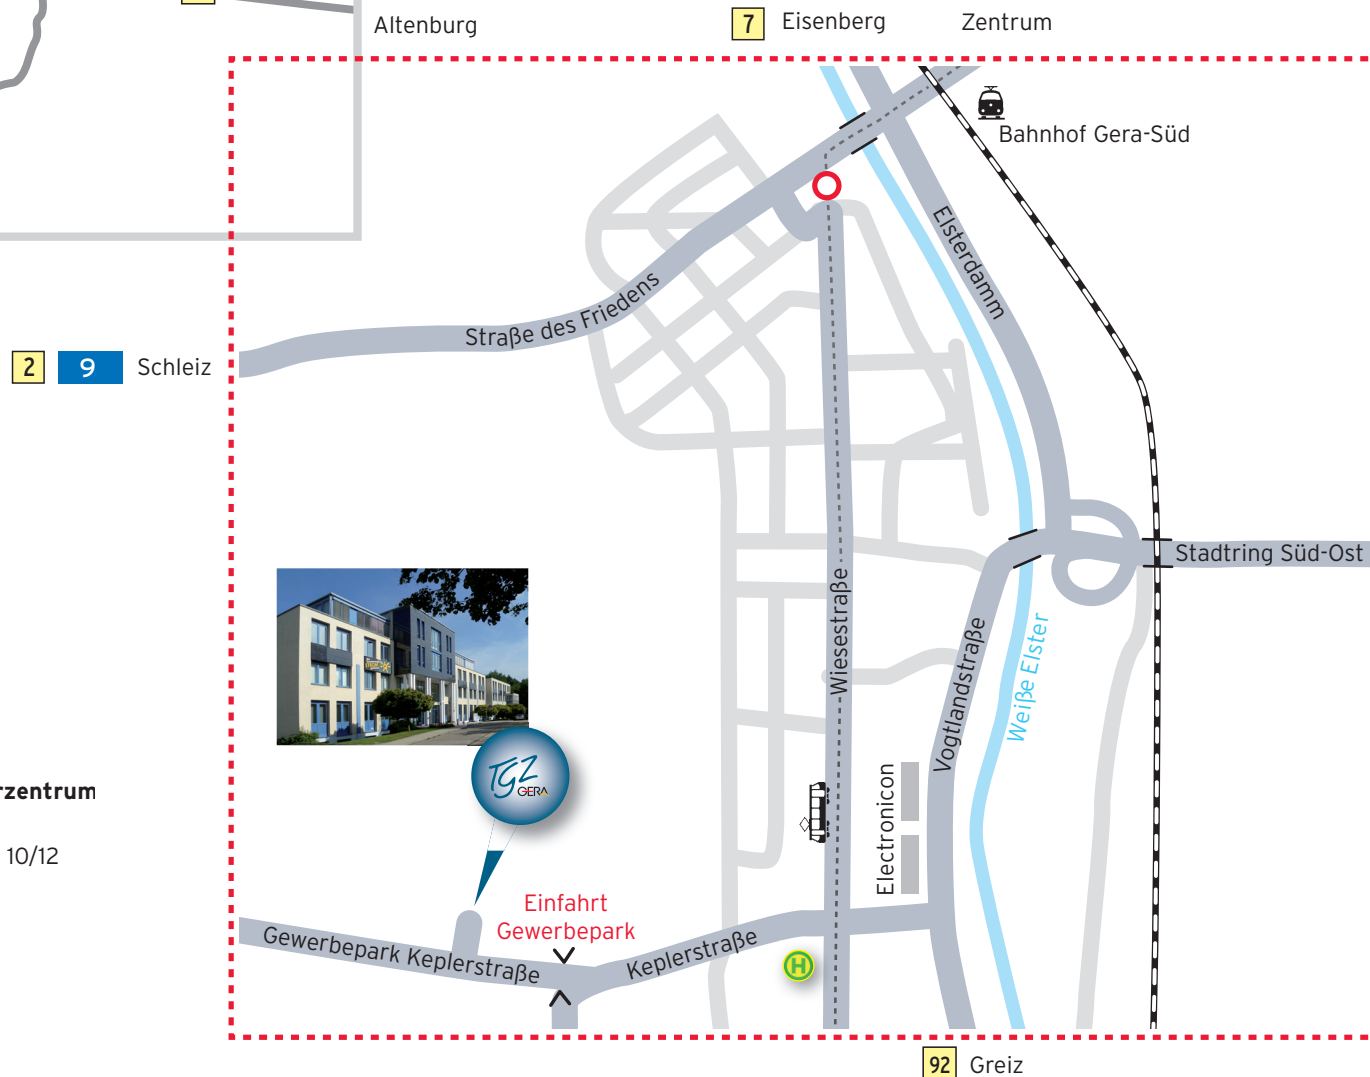 Altenburg
7 Eisenberg
Zentrum
Bahnhof Gera-Süd
Elsterdamm
Straße des Friedens
2 9 Schleiz
Stadtring Süd-Ost
Wiesestraße
Vogtlandstraße
Weiße Elster
TGZ
GERA
Electronicon
rzentrum
10/12
Einfahrt
Gewerbepark
Gewerbepark Keplerstraße
Keplerstraße
H
92 Greiz